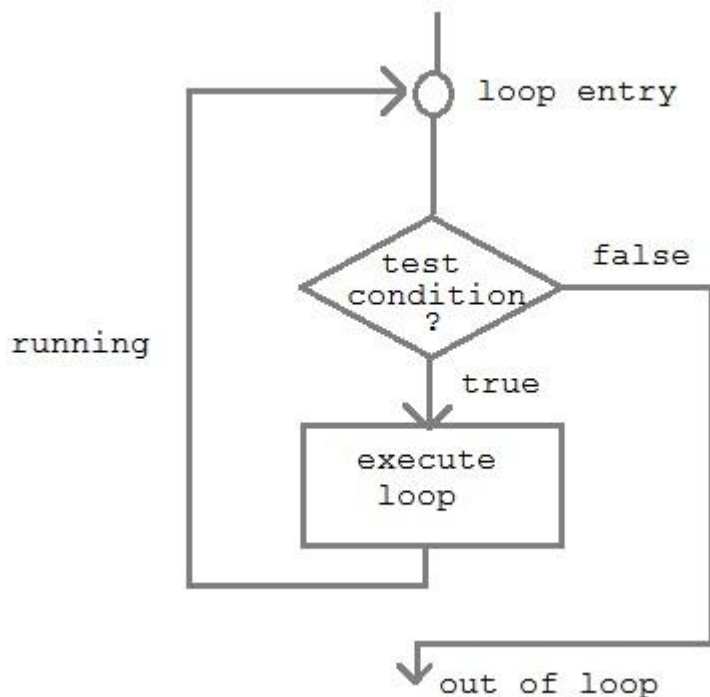 loop entry
test
condition
?
false
running
true
execute
loop
out of loop